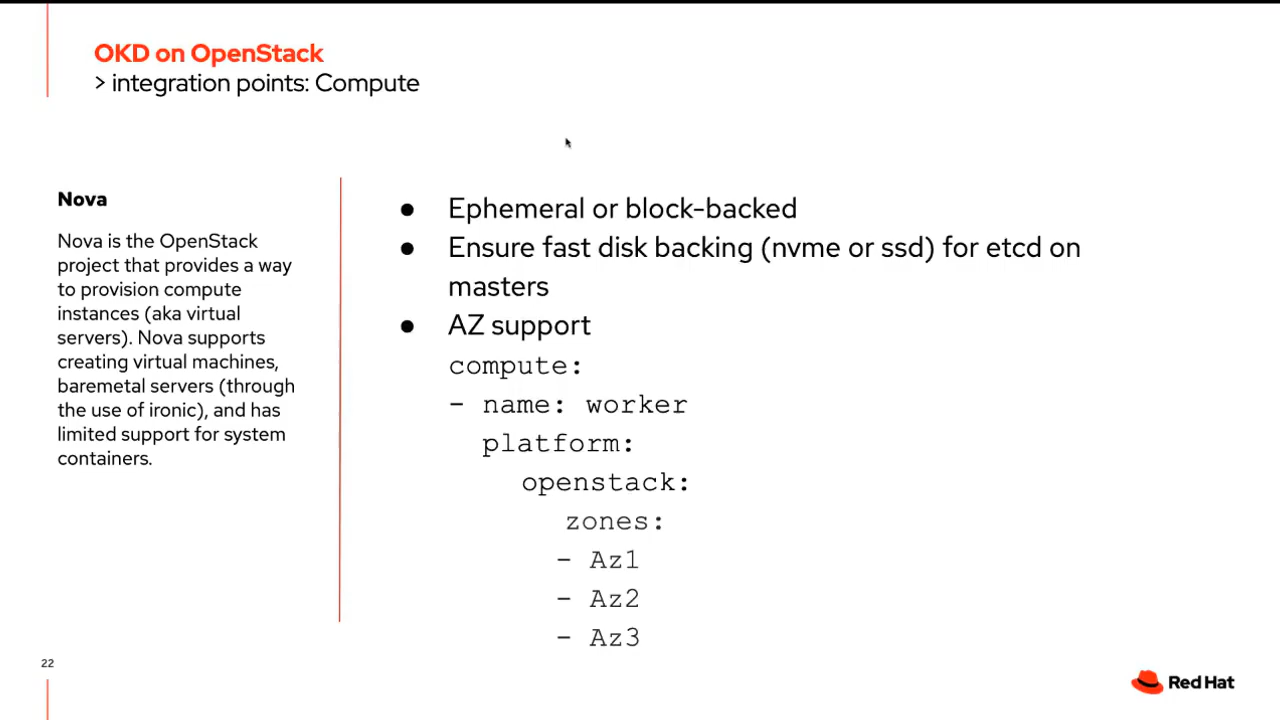 OKD on OpenStack
> integration points: Compute
Nova
Nova is the OpenStack
project that provides a way
to provision compute
instances (aka virtual
servers). Nova supports
creating virtual machines,
baremetal servers (through
the use of ironic), and has
limited support for system
containers.
● Ephemeral or block-backed
● Ensure fast disk backing (nvme or ssd) for etcd on
masters
● AZ support
compute:
- name: worker
platform:
openstack:
zones:
- Az1
- Az2
- Az3
22
Red Hat